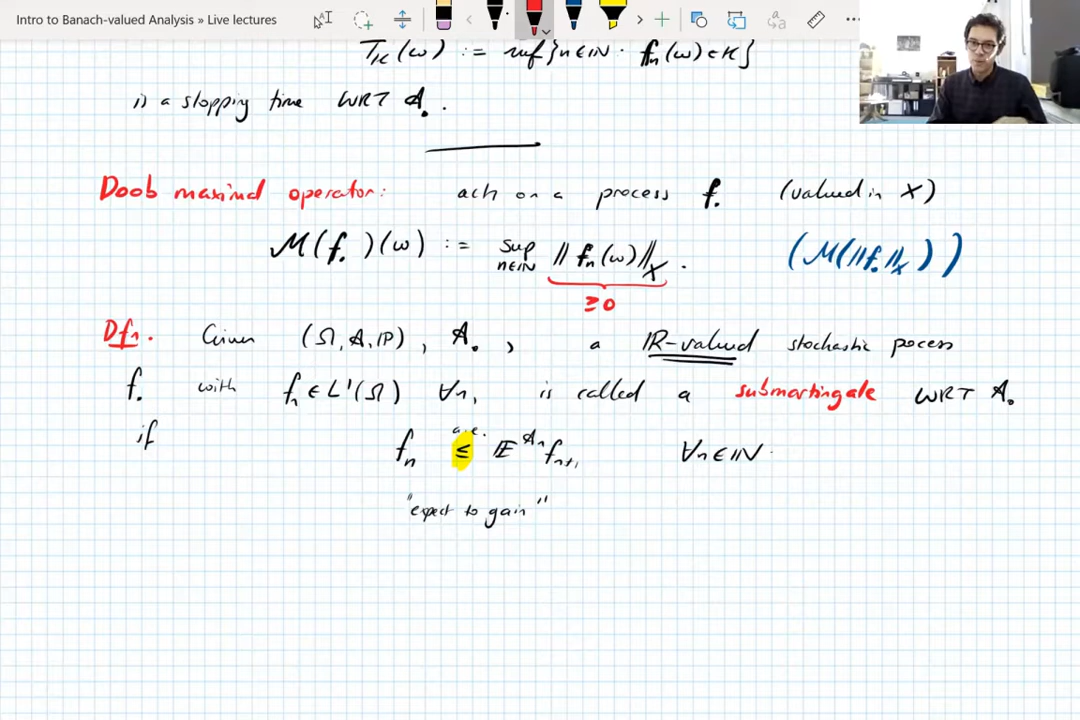 Intro to Banach-valued Analysis » Live lectures
T_K(ω) := inf{n∈ℕ : f_n(ω)∈K}
is a stopping time WRT 𝒜.
Doob maximal operator: acts on a process f. (valued in X)
ℳ(f.)(ω) := sup_{n∈ℕ} ‖f_n(ω)‖_X. (ℳ(‖f.‖_X))
≥0
Dfn. Given (Ω, 𝒜, ℙ), 𝒜., a ℝ-valued stochastic process
f. with f_n ∈ L¹(Ω) ∀n, is called a submartingale WRT 𝒜.
if f_n ≤ a.e. 𝔼^{𝒜_n} f_{n+1} ∀n∈ℕ.
"expect to gain"